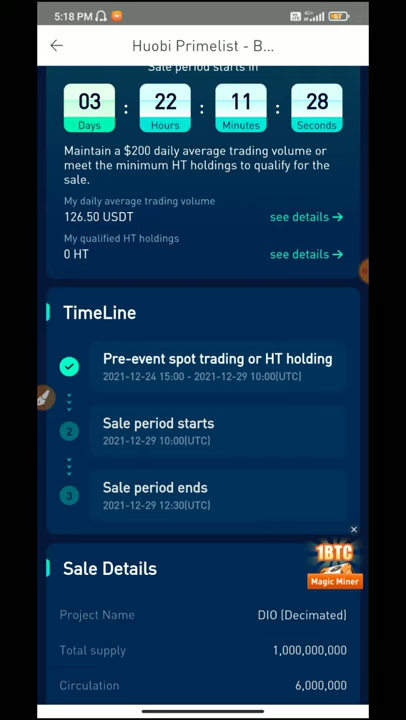 5:18 PM
67
Huobi Primelist - B...
Sale period starts in
03 : 22 : 11 : 28
Days Hours Minutes Seconds
Maintain a $200 daily average trading volume or
meet the minimum HT holdings to qualify for the
sale.
My daily average trading volume
126.50 USDT see details →
My qualified HT holdings
0 HT see details →
TimeLine
Pre-event spot trading or HT holding
2021-12-24 15:00 - 2021-12-29 10:00(UTC)
2 Sale period starts
2021-12-29 10:00(UTC)
3 Sale period ends
2021-12-29 12:30(UTC)
1BTC
Magic Miner
Sale Details
Project Name DIO (Decimated)
Total supply 1,000,000,000
Circulation 6,000,000